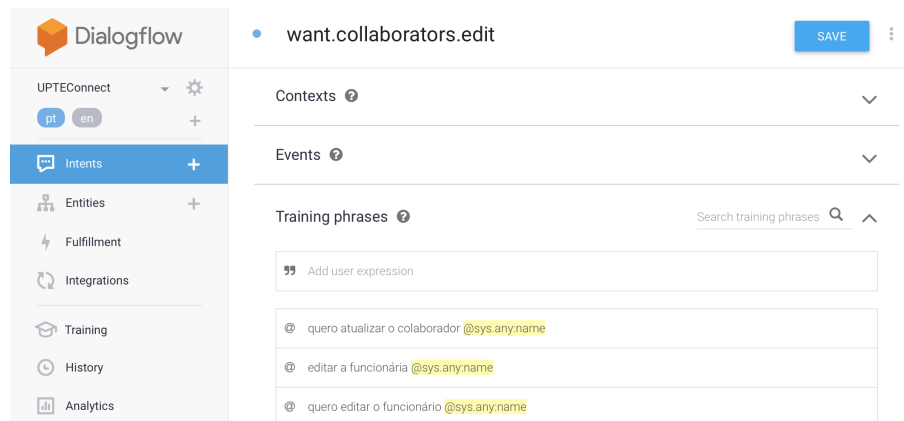 Dialogflow
want.collaborators.edit
SAVE
UPTEConnect
pt en
Intents
Entities
Fulfillment
Integrations
Training
History
Analytics
Contexts
Events
Training phrases
Search training phrases
Add user expression
@ quero atualizar o colaborador @sys.any:name
@ editar a funcionária @sys.any:name
@ quero editar o funcionário @sys.any:name